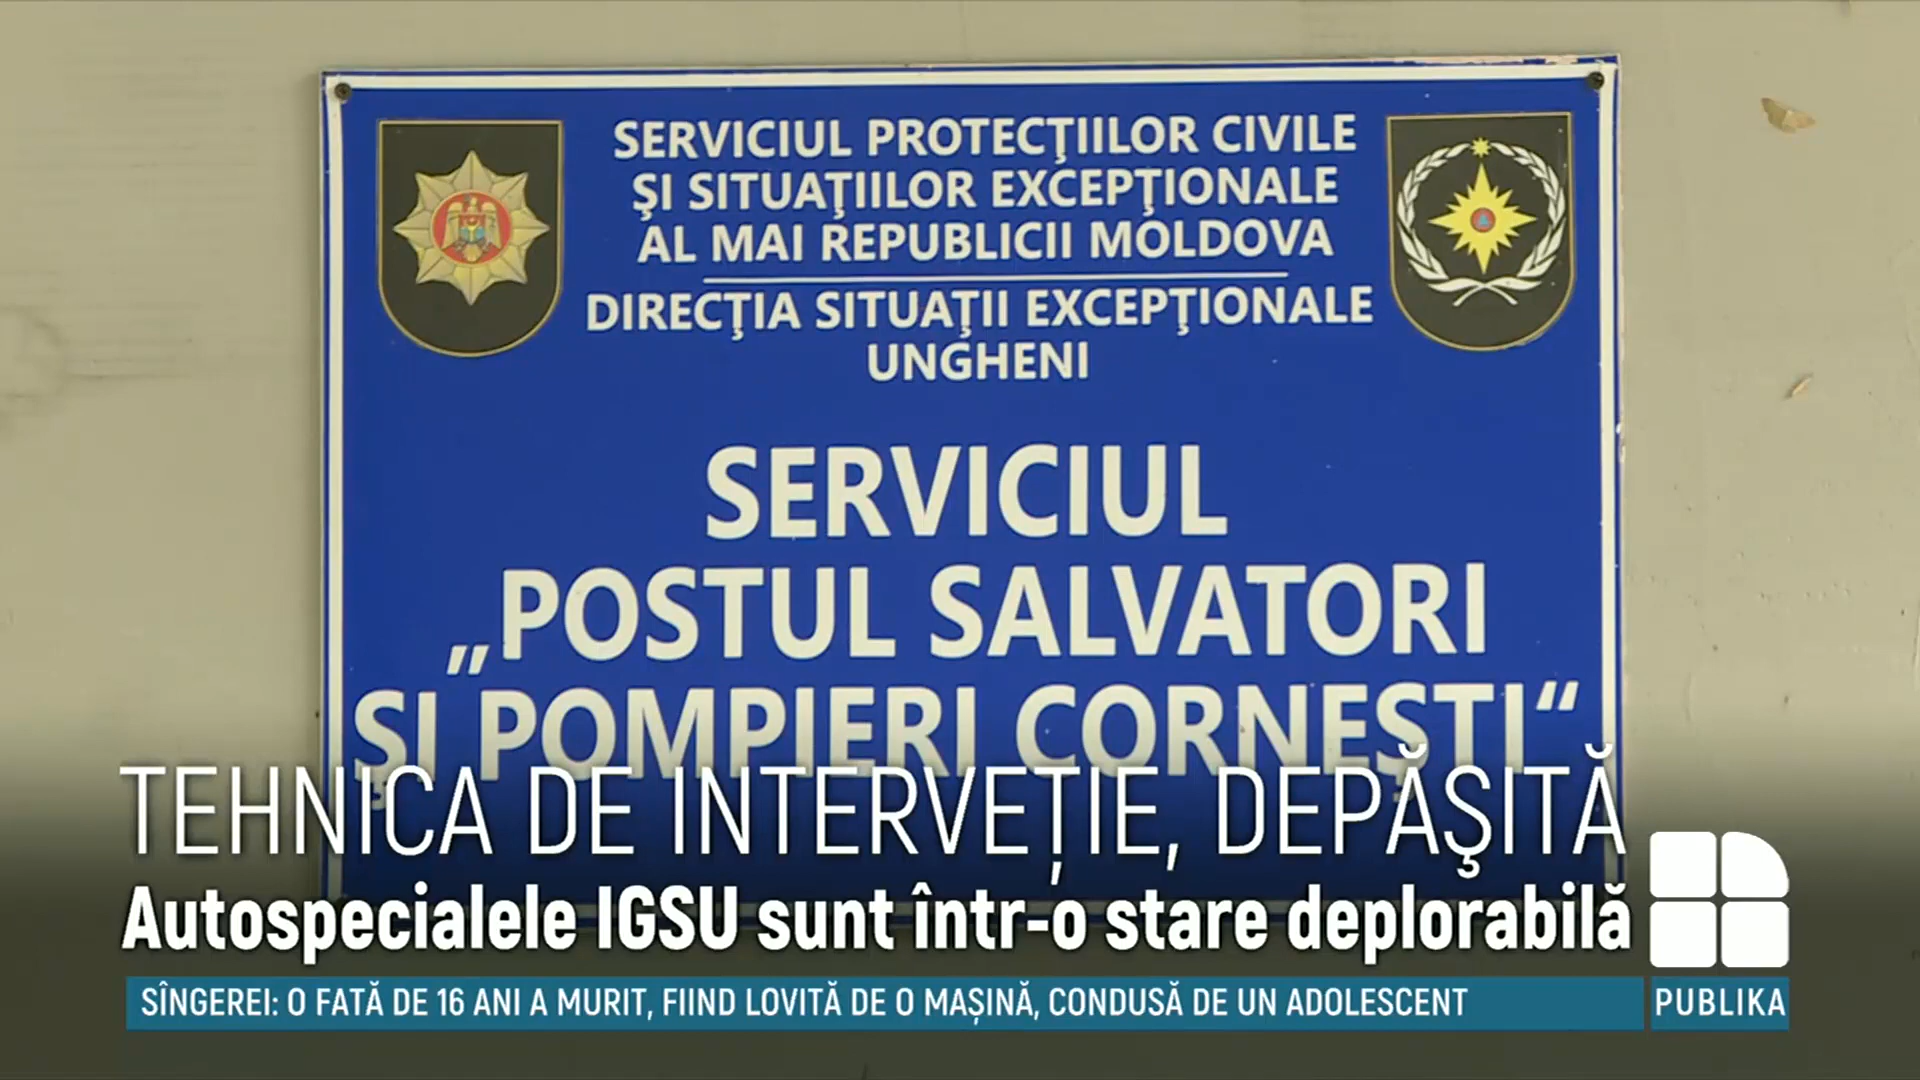 SERVICIUL PROTECŢIILOR CIVILE
ŞI SITUAŢIILOR EXCEPŢIONALE
AL MAI REPUBLICII MOLDOVA
DIRECŢIA SITUAŢII EXCEPŢIONALE
UNGHENI
SERVICIUL
„POSTUL SALVATORI
ŞI POMPIERI CORNEŞTI“
TEHNICA DE INTERVEȚIE, DEPĂŞITĂ
Autospecialele IGSU sunt într-o stare deplorabilă
SÎNGEREI: O FATĂ DE 16 ANI A MURIT, FIIND LOVITĂ DE O MAȘINĂ, CONDUSĂ DE UN ADOLESCENT
PUBLIKA